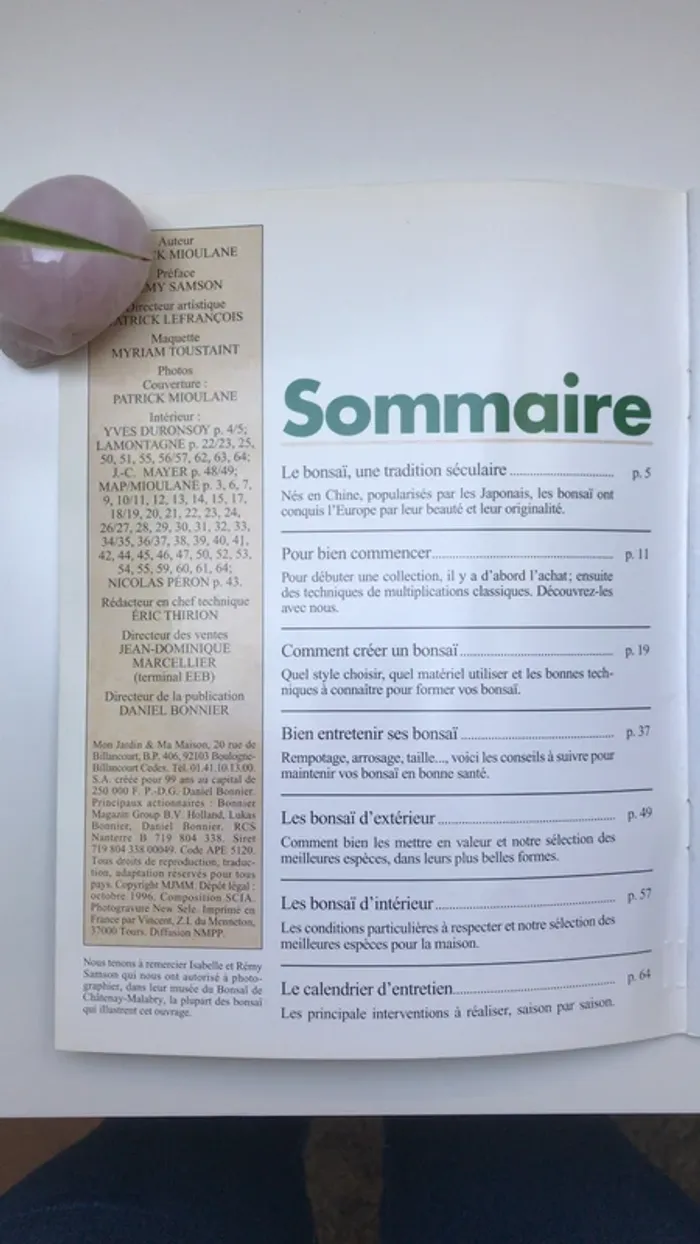 Auteur
MIOULANE
Préface
SAMSON
Directeur artistique
PATRICK LEFRANÇOIS
Maquette
MYRIAM TOUSTAINT
Photos
Couverture :
PATRICK MIOULANE
Intérieur :
YVES DURONSOY p. 4/5;
LAMONTAGNE p. 22/23, 25,
50, 51, 55, 56/57, 62, 63, 64;
J.-C. MAYER p. 48/49;
MAP/MIOULANE p. 3, 6, 7,
9, 10/11, 12, 13, 14, 15, 17,
18/19, 20, 21, 22, 23, 24,
26/27, 28, 29, 30, 31, 32, 33,
34/35, 36/37, 38, 39, 40, 41,
42, 44, 45, 46, 47, 50, 52, 53,
54, 55, 59, 60, 61, 64;
NICOLAS PÉRON p. 43.
Rédacteur en chef technique
ÉRIC THIRION
Directeur des ventes
JEAN-DOMINIQUE
MARCELLIER
(terminal EEB)
Directeur de la publication
DANIEL BONNIER
Mon Jardin & Ma Maison, 20 rue de
Billancourt, B.P. 406, 92103 Boulogne-
Billancourt Cedex. Tél. 01.41.10.13.00.
S.A. créée pour 99 ans au capital de
250 000 F. P.-D.G. Daniel Bonnier.
Principaux actionnaires : Bonnier
Magazin Group B.V. Holland, Lukas
Bonnier, Daniel Bonnier. RCS
Nanterre B 719 804 338. Siret
719 804 338 00049. Code APE 5120.
Tous droits de reproduction, traduc-
tion, adaptation réservés pour tous
pays. Copyright MJMM. Dépôt légal :
octobre 1996. Composition SCIA.
Photogravure New Sele. Imprimé en
France par Vincent, Z.I. du Menneton,
37000 Tours. Diffusion NMPP.
Nous tenons à remercier Isabelle et Rémy
Samson qui nous ont autorisé à photo-
graphier, dans leur musée du Bonsaï de
Châtenay-Malabry, la plupart des bonsaï
qui illustrent cet ouvrage.
Sommaire
Le bonsaï, une tradition séculaire .......... p. 5
Nés en Chine, popularisés par les Japonais, les bonsaï ont
conquis l'Europe par leur beauté et leur originalité.
Pour bien commencer.......... p. 11
Pour débuter une collection, il y a d'abord l'achat; ensuite
des techniques de multiplications classiques. Découvrez-les
avec nous.
Comment créer un bonsaï .......... p. 19
Quel style choisir, quel matériel utiliser et les bonnes tech-
niques à connaître pour former vos bonsaï.
Bien entretenir ses bonsaï .......... p. 37
Rempotage, arrosage, taille..., voici les conseils à suivre pour
maintenir vos bonsaï en bonne santé.
Les bonsaï d'extérieur .......... p. 49
Comment bien les mettre en valeur et notre sélection des
meilleures espèces, dans leurs plus belles formes.
Les bonsaï d'intérieur .......... p. 57
Les conditions particulières à respecter et notre sélection des
meilleures espèces pour la maison.
Le calendrier d'entretien.......... p. 64
Les principale interventions à réaliser, saison par saison.